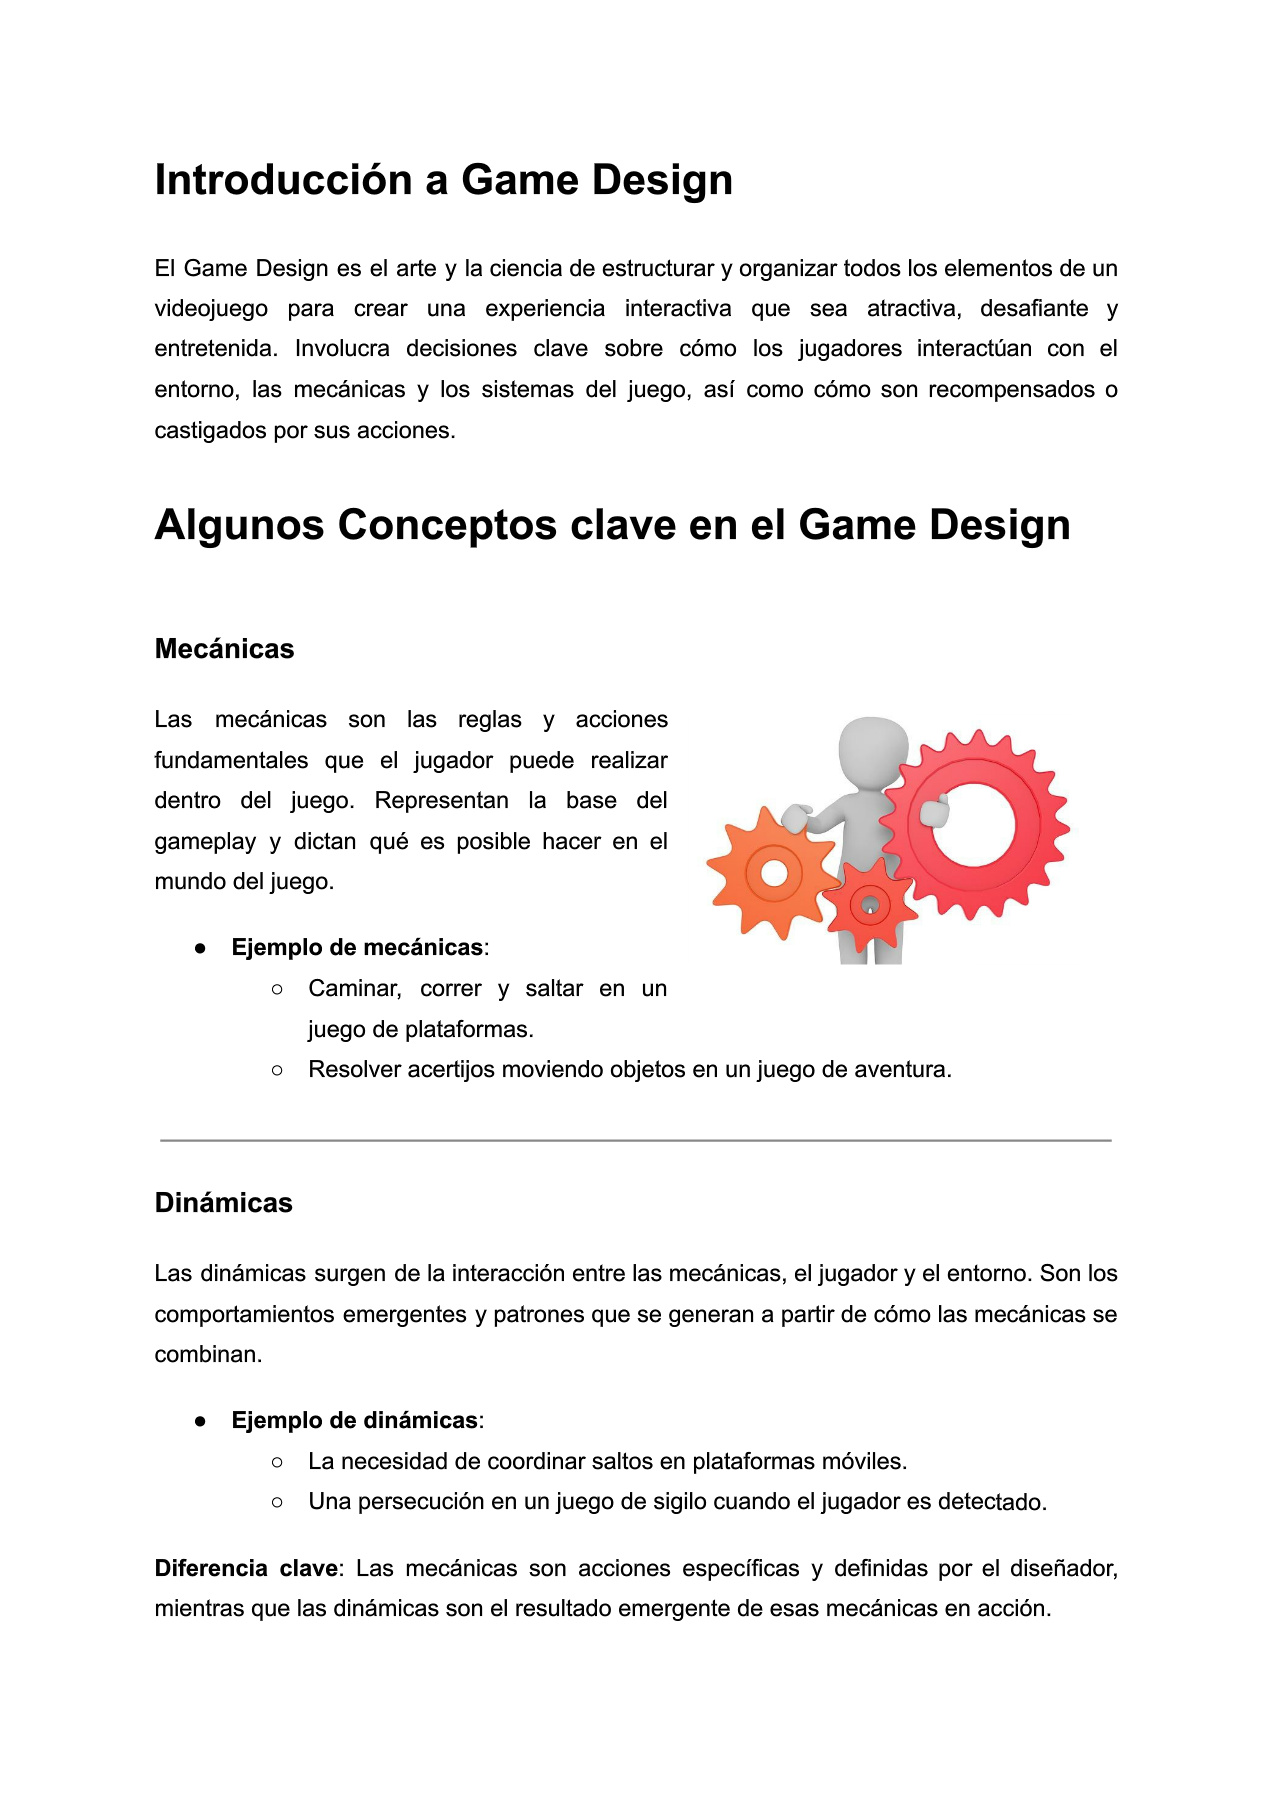 Introducción a Game Design
El Game Design es el arte y la ciencia de estructurar y organizar todos los elementos de un
videojuego para crear una experiencia interactiva que sea atractiva, desafiante y
entretenida. Involucra decisiones clave sobre cómo los jugadores interactúan con el
entorno, las mecánicas y los sistemas del juego, así como cómo son recompensados o
castigados por sus acciones.
Algunos Conceptos clave en el Game Design
Mecánicas
Las mecánicas son las reglas y acciones
fundamentales que el jugador puede realizar
dentro del juego. Representan la base del
gameplay y dictan qué es posible hacer en el
mundo del juego.
● Ejemplo de mecánicas:
○ Caminar, correr y saltar en un
juego de plataformas.
○ Resolver acertijos moviendo objetos en un juego de aventura.
Dinámicas
Las dinámicas surgen de la interacción entre las mecánicas, el jugador y el entorno. Son los
comportamientos emergentes y patrones que se generan a partir de cómo las mecánicas se
combinan.
● Ejemplo de dinámicas:
○ La necesidad de coordinar saltos en plataformas móviles.
○ Una persecución en un juego de sigilo cuando el jugador es detectado.
Diferencia clave: Las mecánicas son acciones específicas y definidas por el diseñador,
mientras que las dinámicas son el resultado emergente de esas mecánicas en acción.